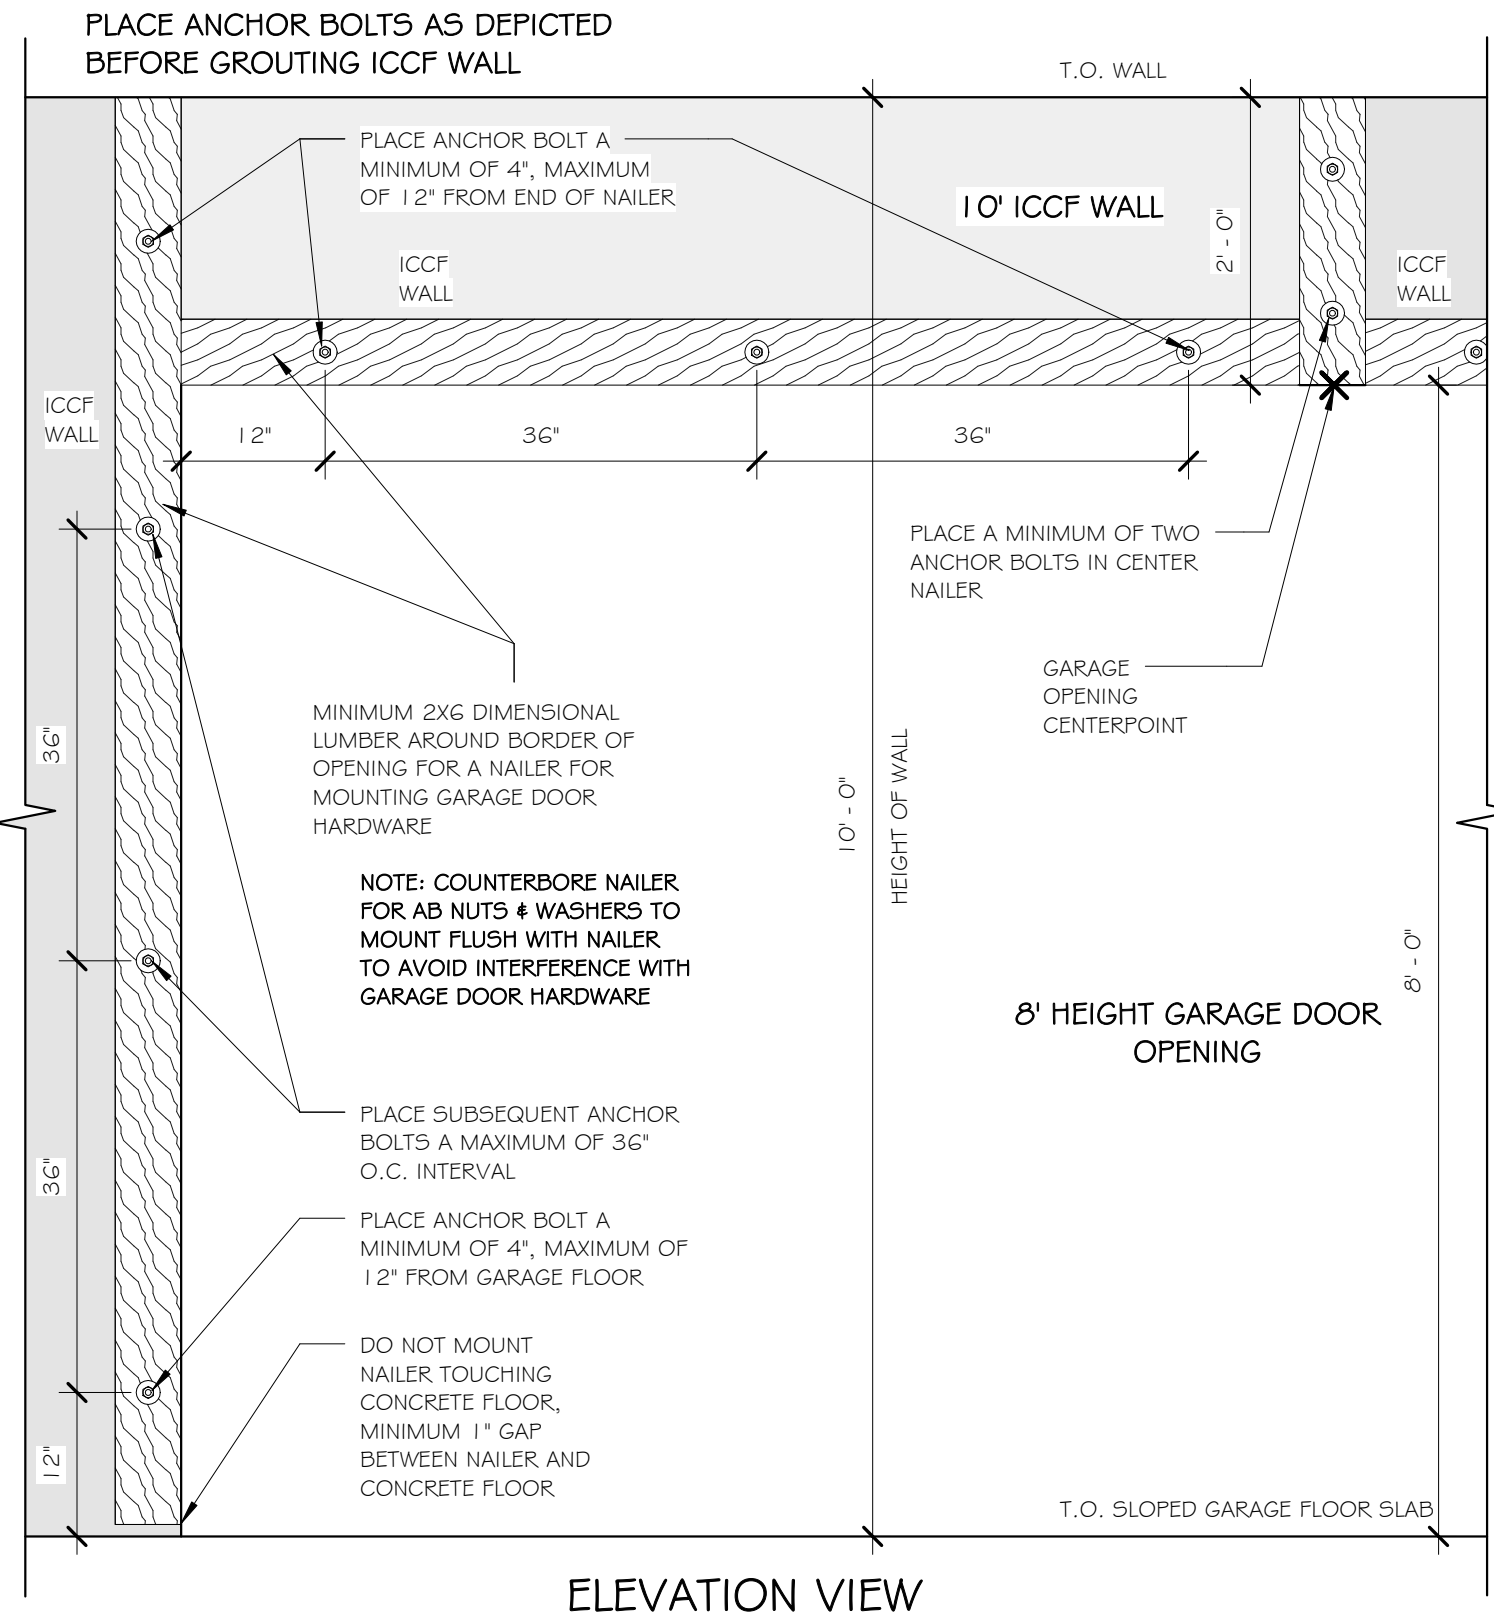 PLACE ANCHOR BOLTS AS DEPICTED
BEFORE GROUTING ICCF WALL
T.O. WALL
PLACE ANCHOR BOLT A
MINIMUM OF 4", MAXIMUM
OF 12" FROM END OF NAILER
10' ICCF WALL
2' - 0"
ICCF
WALL
ICCF
WALL
ICCF
WALL
12"
36"
36"
PLACE A MINIMUM OF TWO
ANCHOR BOLTS IN CENTER
NAILER
GARAGE
OPENING
CENTERPOINT
MINIMUM 2X6 DIMENSIONAL
LUMBER AROUND BORDER OF
OPENING FOR A NAILER FOR
MOUNTING GARAGE DOOR
HARDWARE
36"
10' - 0"
HEIGHT OF WALL
NOTE: COUNTERBORE NAILER
FOR AB NUTS & WASHERS TO
MOUNT FLUSH WITH NAILER
TO AVOID INTERFERENCE WITH
GARAGE DOOR HARDWARE
8' - 0"
8' HEIGHT GARAGE DOOR
OPENING
PLACE SUBSEQUENT ANCHOR
BOLTS A MAXIMUM OF 36"
O.C. INTERVAL
36"
PLACE ANCHOR BOLT A
MINIMUM OF 4", MAXIMUM OF
12" FROM GARAGE FLOOR
DO NOT MOUNT
NAILER TOUCHING
CONCRETE FLOOR,
MINIMUM 1" GAP
BETWEEN NAILER AND
CONCRETE FLOOR
12"
T.O. SLOPED GARAGE FLOOR SLAB
ELEVATION VIEW